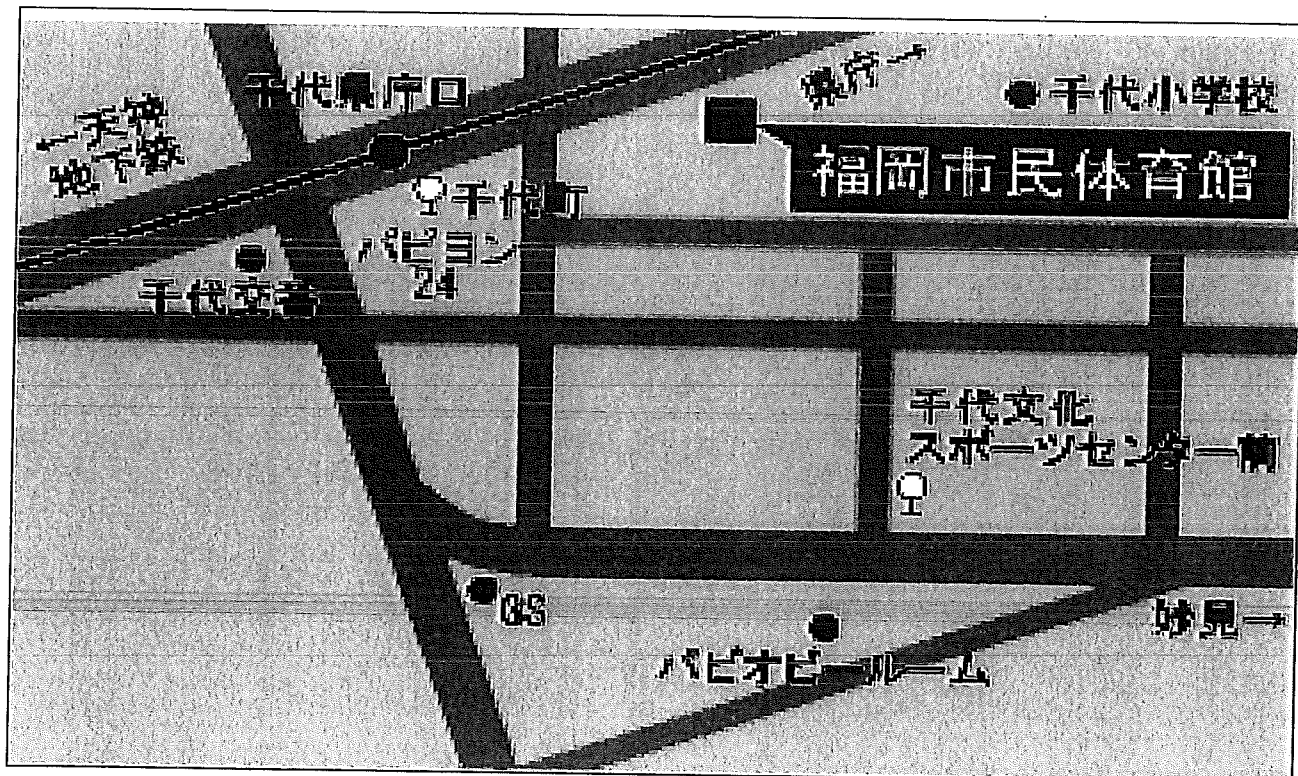 千代県庁口
県庁→
千代小学校
←天神
地下鉄
福岡市民体育館
千代町
パピヨン
24
千代交番
千代文化
スポーツセンター前
GS
妙見→
パピオビールーム